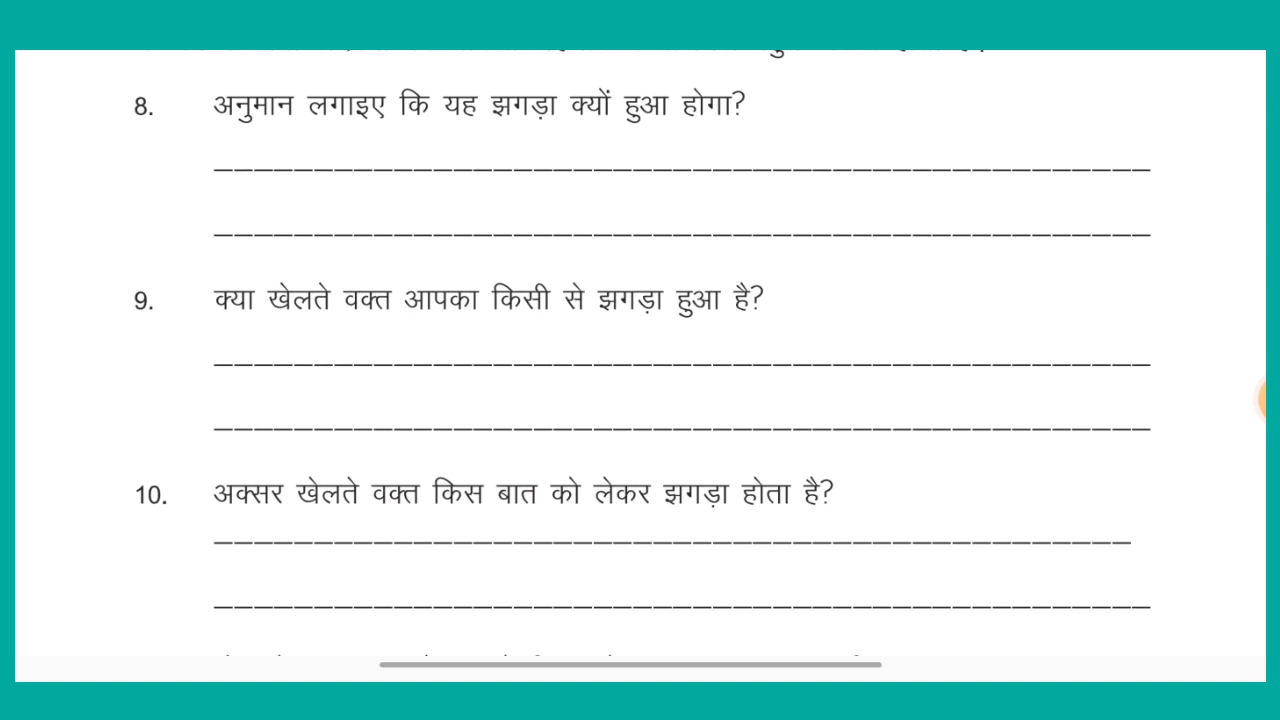 8. अनुमान लगाइए कि यह झगड़ा क्यों हुआ होगा?
9. क्या खेलते वक्त आपका किसी से झगड़ा हुआ है?
10. अक्सर खेलते वक्त किस बात को लेकर झगड़ा होता है?